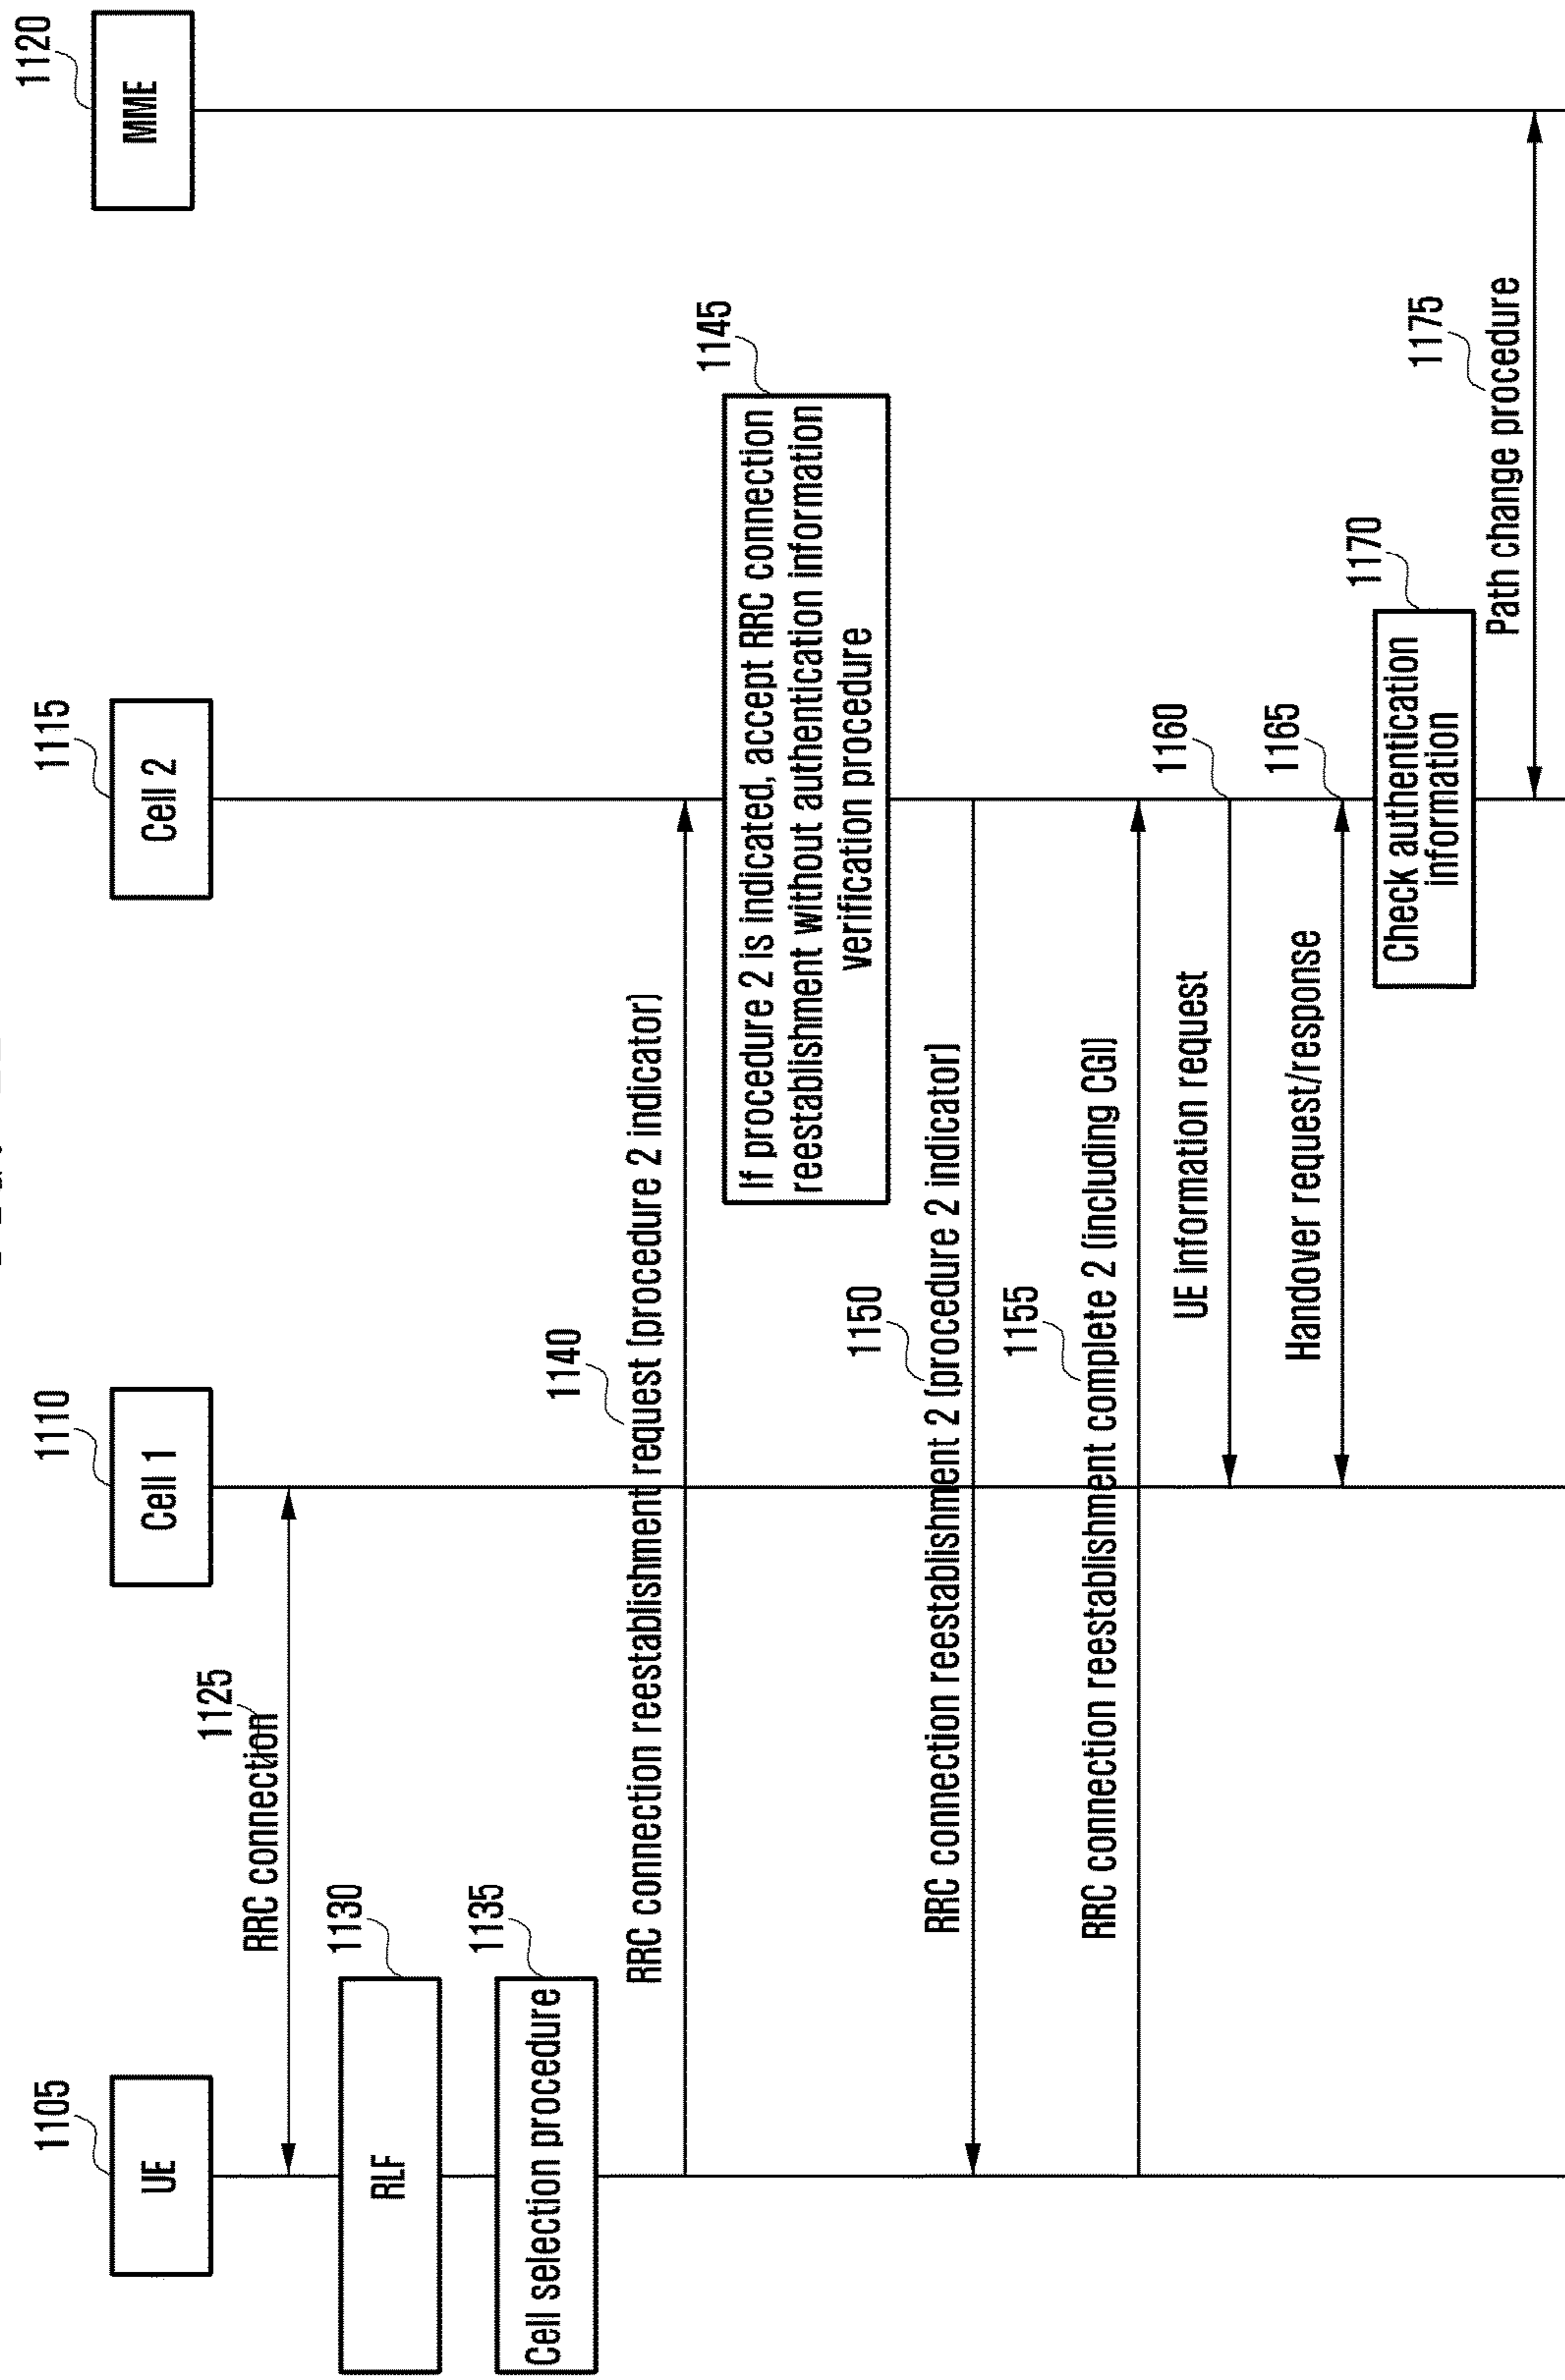 1105
UE
1110
Cell 1
1115
Cell 2
1120
MME
1125
RRC connection
1130
RLF
1135
Cell selection procedure
1140
RRC connection reestablishment request (procedure 2 indicator)
1145
If procedure 2 is indicated, accept RRC connection
reestablishment without authentication information
verification procedure
1150
RRC connection reestablishment 2 (procedure 2 indicator)
1155
RRC connection reestablishment complete 2 (including CGI)
1160
UE information request
1165
Handover request/response
1170
Check authentication
information
1175
Path change procedure